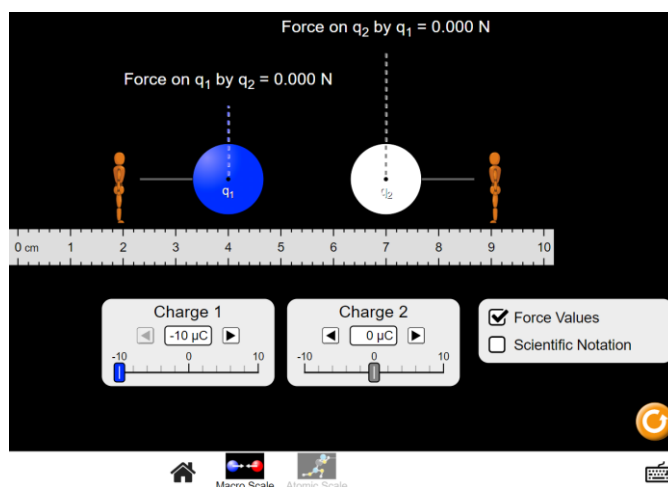 Force on q₂ by q₁ = 0.000 N
Force on q₁ by q₂ = 0.000 N
q₁
q₂
0 cm 1 2 3 4 5 6 7 8 9 10
Charge 1
-10 µC
-10 0 10
Charge 2
0 µC
-10 0 10
Force Values
Scientific Notation
Macro Scale
Atomic Scale